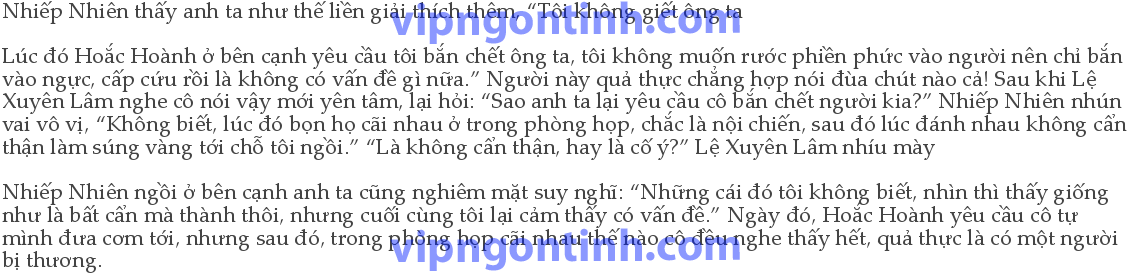 Nhiếp Nhiên thấy anh ta như thế liền giải thích thêm, “Tôi không giết ông ta
vipngontinh.com
Lúc đó Hoắc Hoành ở bên cạnh yêu cầu tôi bắn chết ông ta, tôi không muốn rước phiền phức vào người nên chỉ bắn
vào ngực, cấp cứu rồi là không có vấn đề gì nữa.” Người này quả thực chẳng hợp nói đùa chút nào cả! Sau khi Lệ
Xuyên Lâm nghe cô nói vậy mới yên tâm, lại hỏi: “Sao anh ta lại yêu cầu cô bắn chết người kia?” Nhiếp Nhiên nhún
vai vô vị, “Không biết, lúc đó bọn họ cãi nhau ở trong phòng họp, chắc là nội chiến, sau đó lúc đánh nhau không cẩn
thận làm súng vàng tới chỗ tôi ngồi.” “Là không cẩn thận, hay là cố ý?” Lệ Xuyên Lâm nhíu mày
Nhiếp Nhiên ngồi ở bên cạnh anh ta cũng nghiêm mặt suy nghĩ: “Những cái đó tôi không biết, nhìn thì thấy giống
như là bất cẩn mà thành thôi, nhưng cuối cùng tôi lại cảm thấy có vấn đề.” Ngày đó, Hoắc Hoành yêu cầu cô tự
mình đưa cơm tới, nhưng sau đó, trong phòng họp cãi nhau thế nào cô đều nghe thấy hết, quả thực là có một người
bị thương.
vipngontinh.com